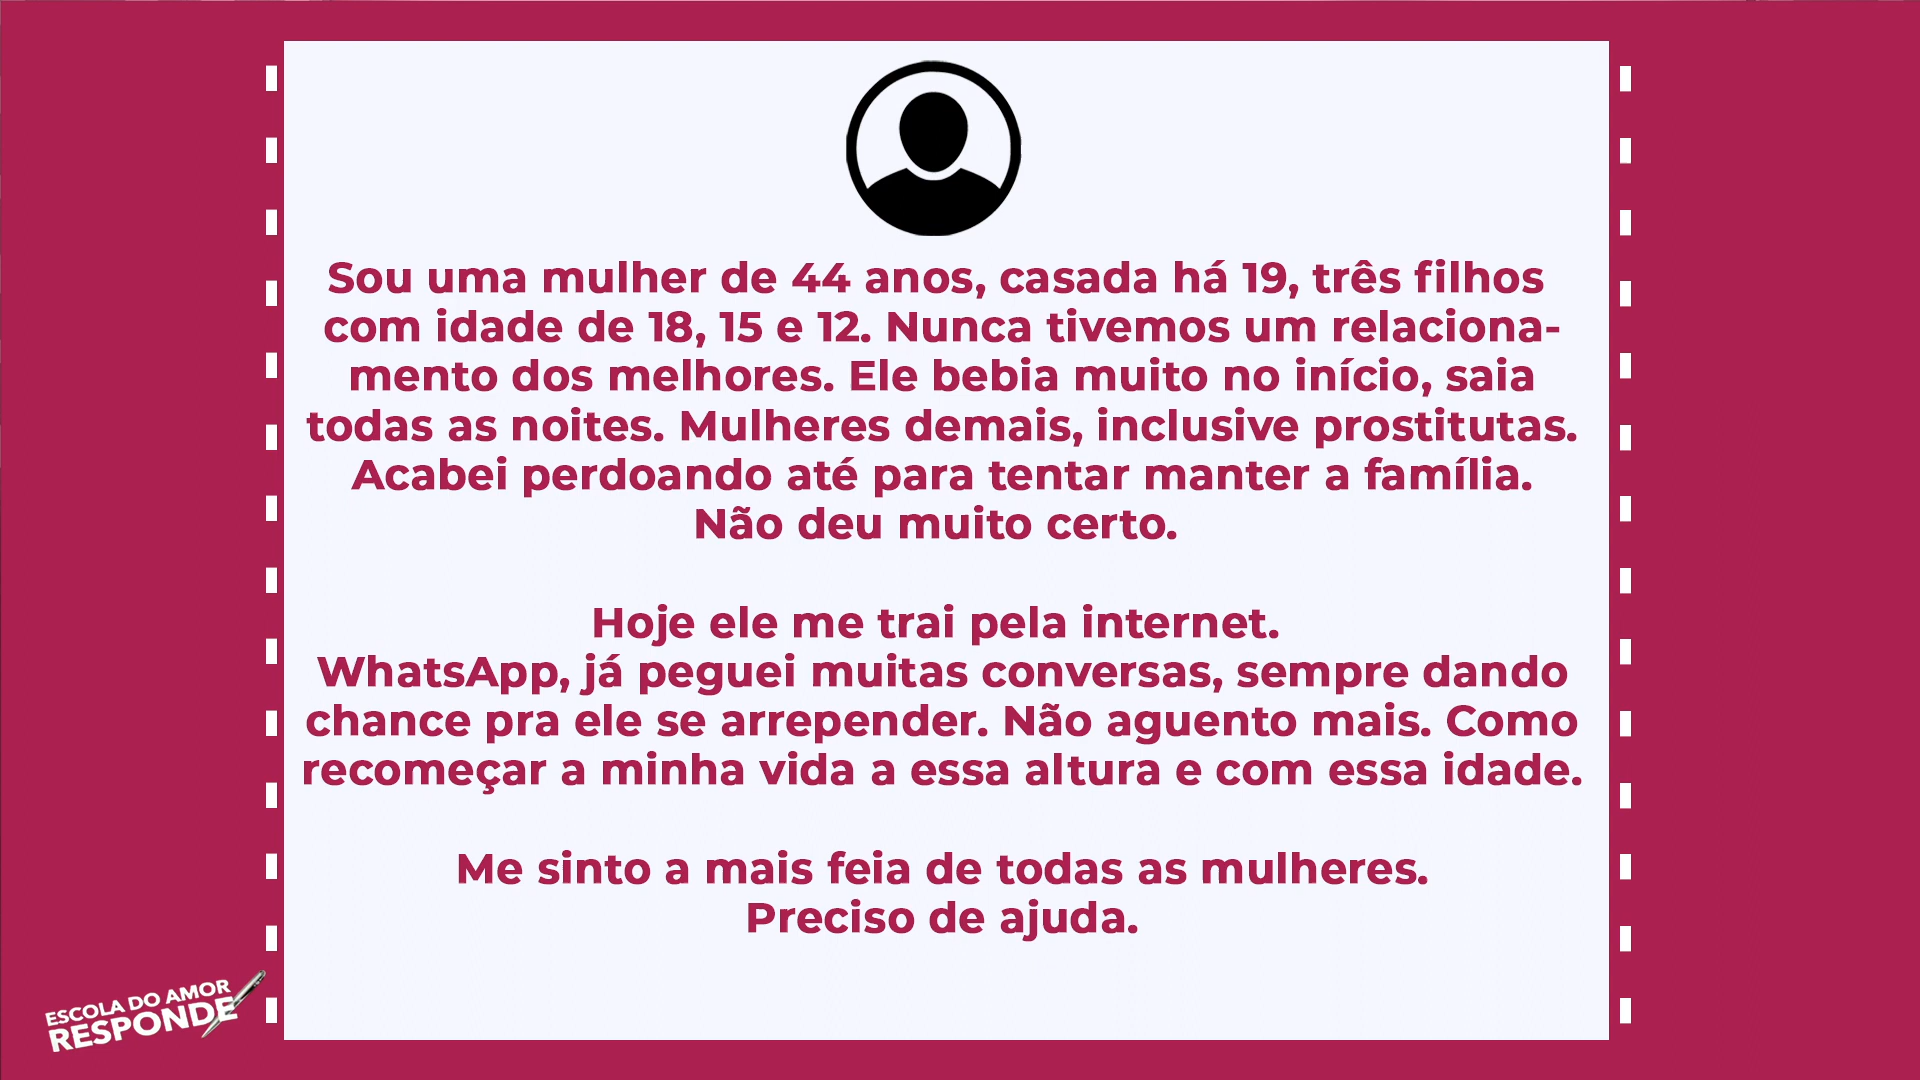 Sou uma mulher de 44 anos, casada há 19, três filhos
com idade de 18, 15 e 12. Nunca tivemos um relaciona-
mento dos melhores. Ele bebia muito no início, saia
todas as noites. Mulheres demais, inclusive prostitutas.
Acabei perdoando até para tentar manter a família.
Não deu muito certo.
Hoje ele me trai pela internet.
WhatsApp, já peguei muitas conversas, sempre dando
chance pra ele se arrepender. Não aguento mais. Como
recomeçar a minha vida a essa altura e com essa idade.
Me sinto a mais feia de todas as mulheres.
Preciso de ajuda.
ESCOLA DO AMOR
RESPONDE